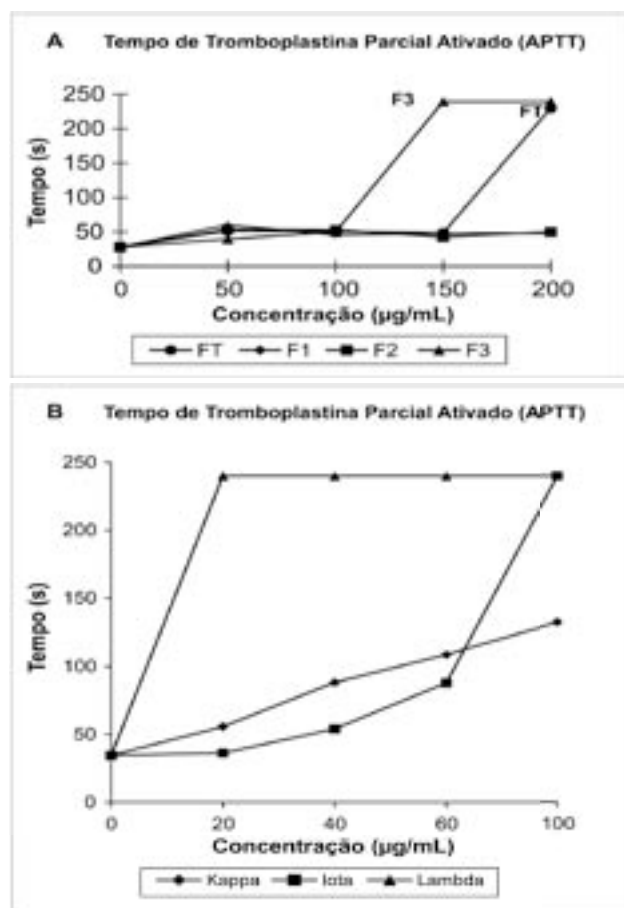 A Tempo de Tromboplastina Parcial Ativado (APTT)
250
200
150
100
50
0
Tempo (s)
F3
FT
0 50 100 150 200
Concentração (µg/mL)
FT F1 F2 F3
B Tempo de Tromboplastina Parcial Ativado (APTT)
250
200
150
100
50
0
Tempo (s)
0 20 40 60 100
Concentração (µg/mL)
Kappa Iota Lambda